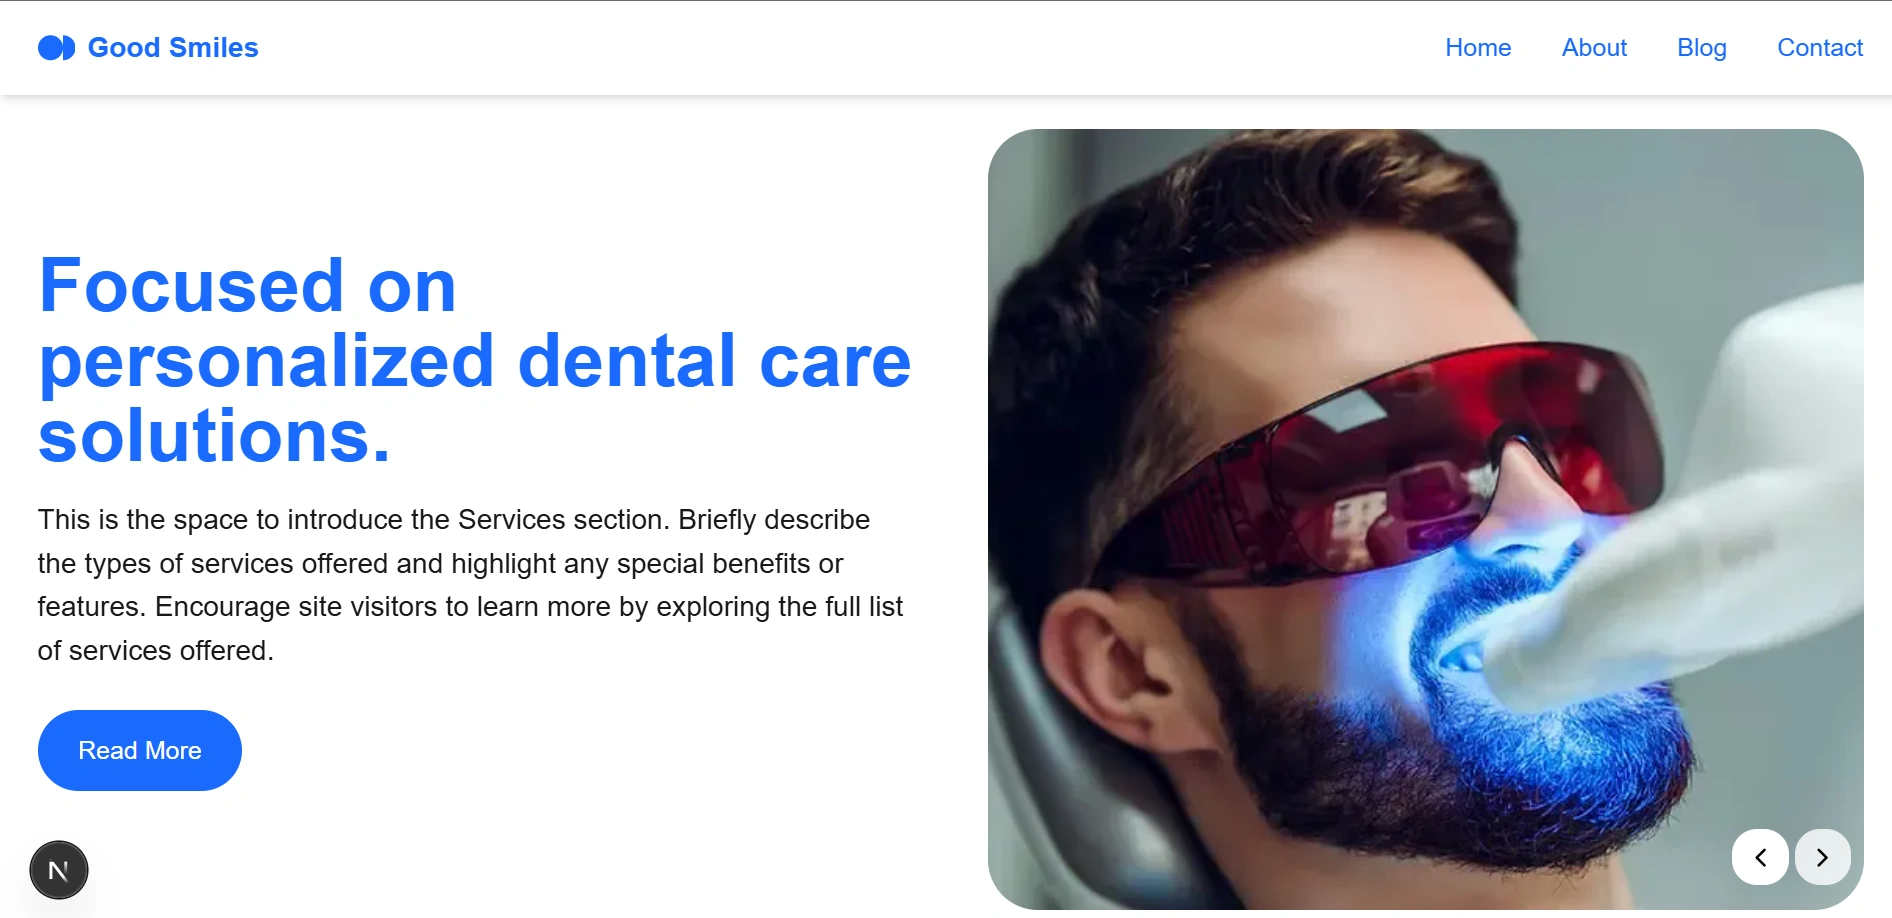 Good Smiles
Home
About
Blog
Contact
Focused on
personalized dental care
solutions.
This is the space to introduce the Services section. Briefly describe
the types of services offered and highlight any special benefits or
features. Encourage site visitors to learn more by exploring the full list
of services offered.
Read More
N